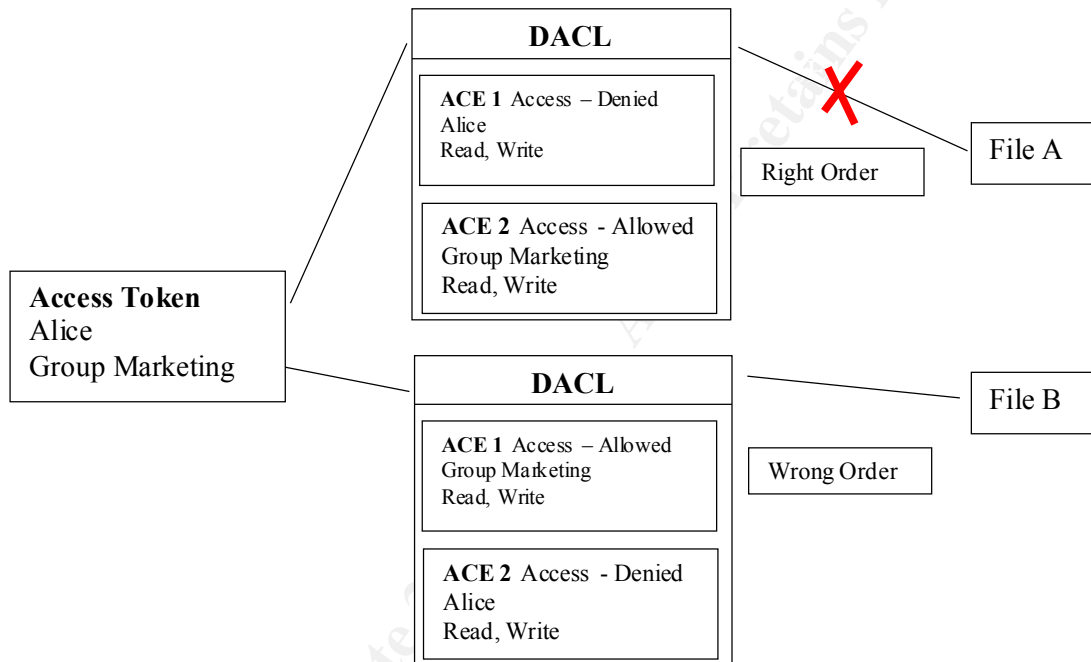 DACL
ACE 1 Access – Denied
Alice
Read, Write
ACE 2 Access - Allowed
Group Marketing
Read, Write
Right Order
File A
Access Token
Alice
Group Marketing
DACL
ACE 1 Access – Allowed
Group Marketing
Read, Write
ACE 2 Access - Denied
Alice
Read, Write
Wrong Order
File B
retains